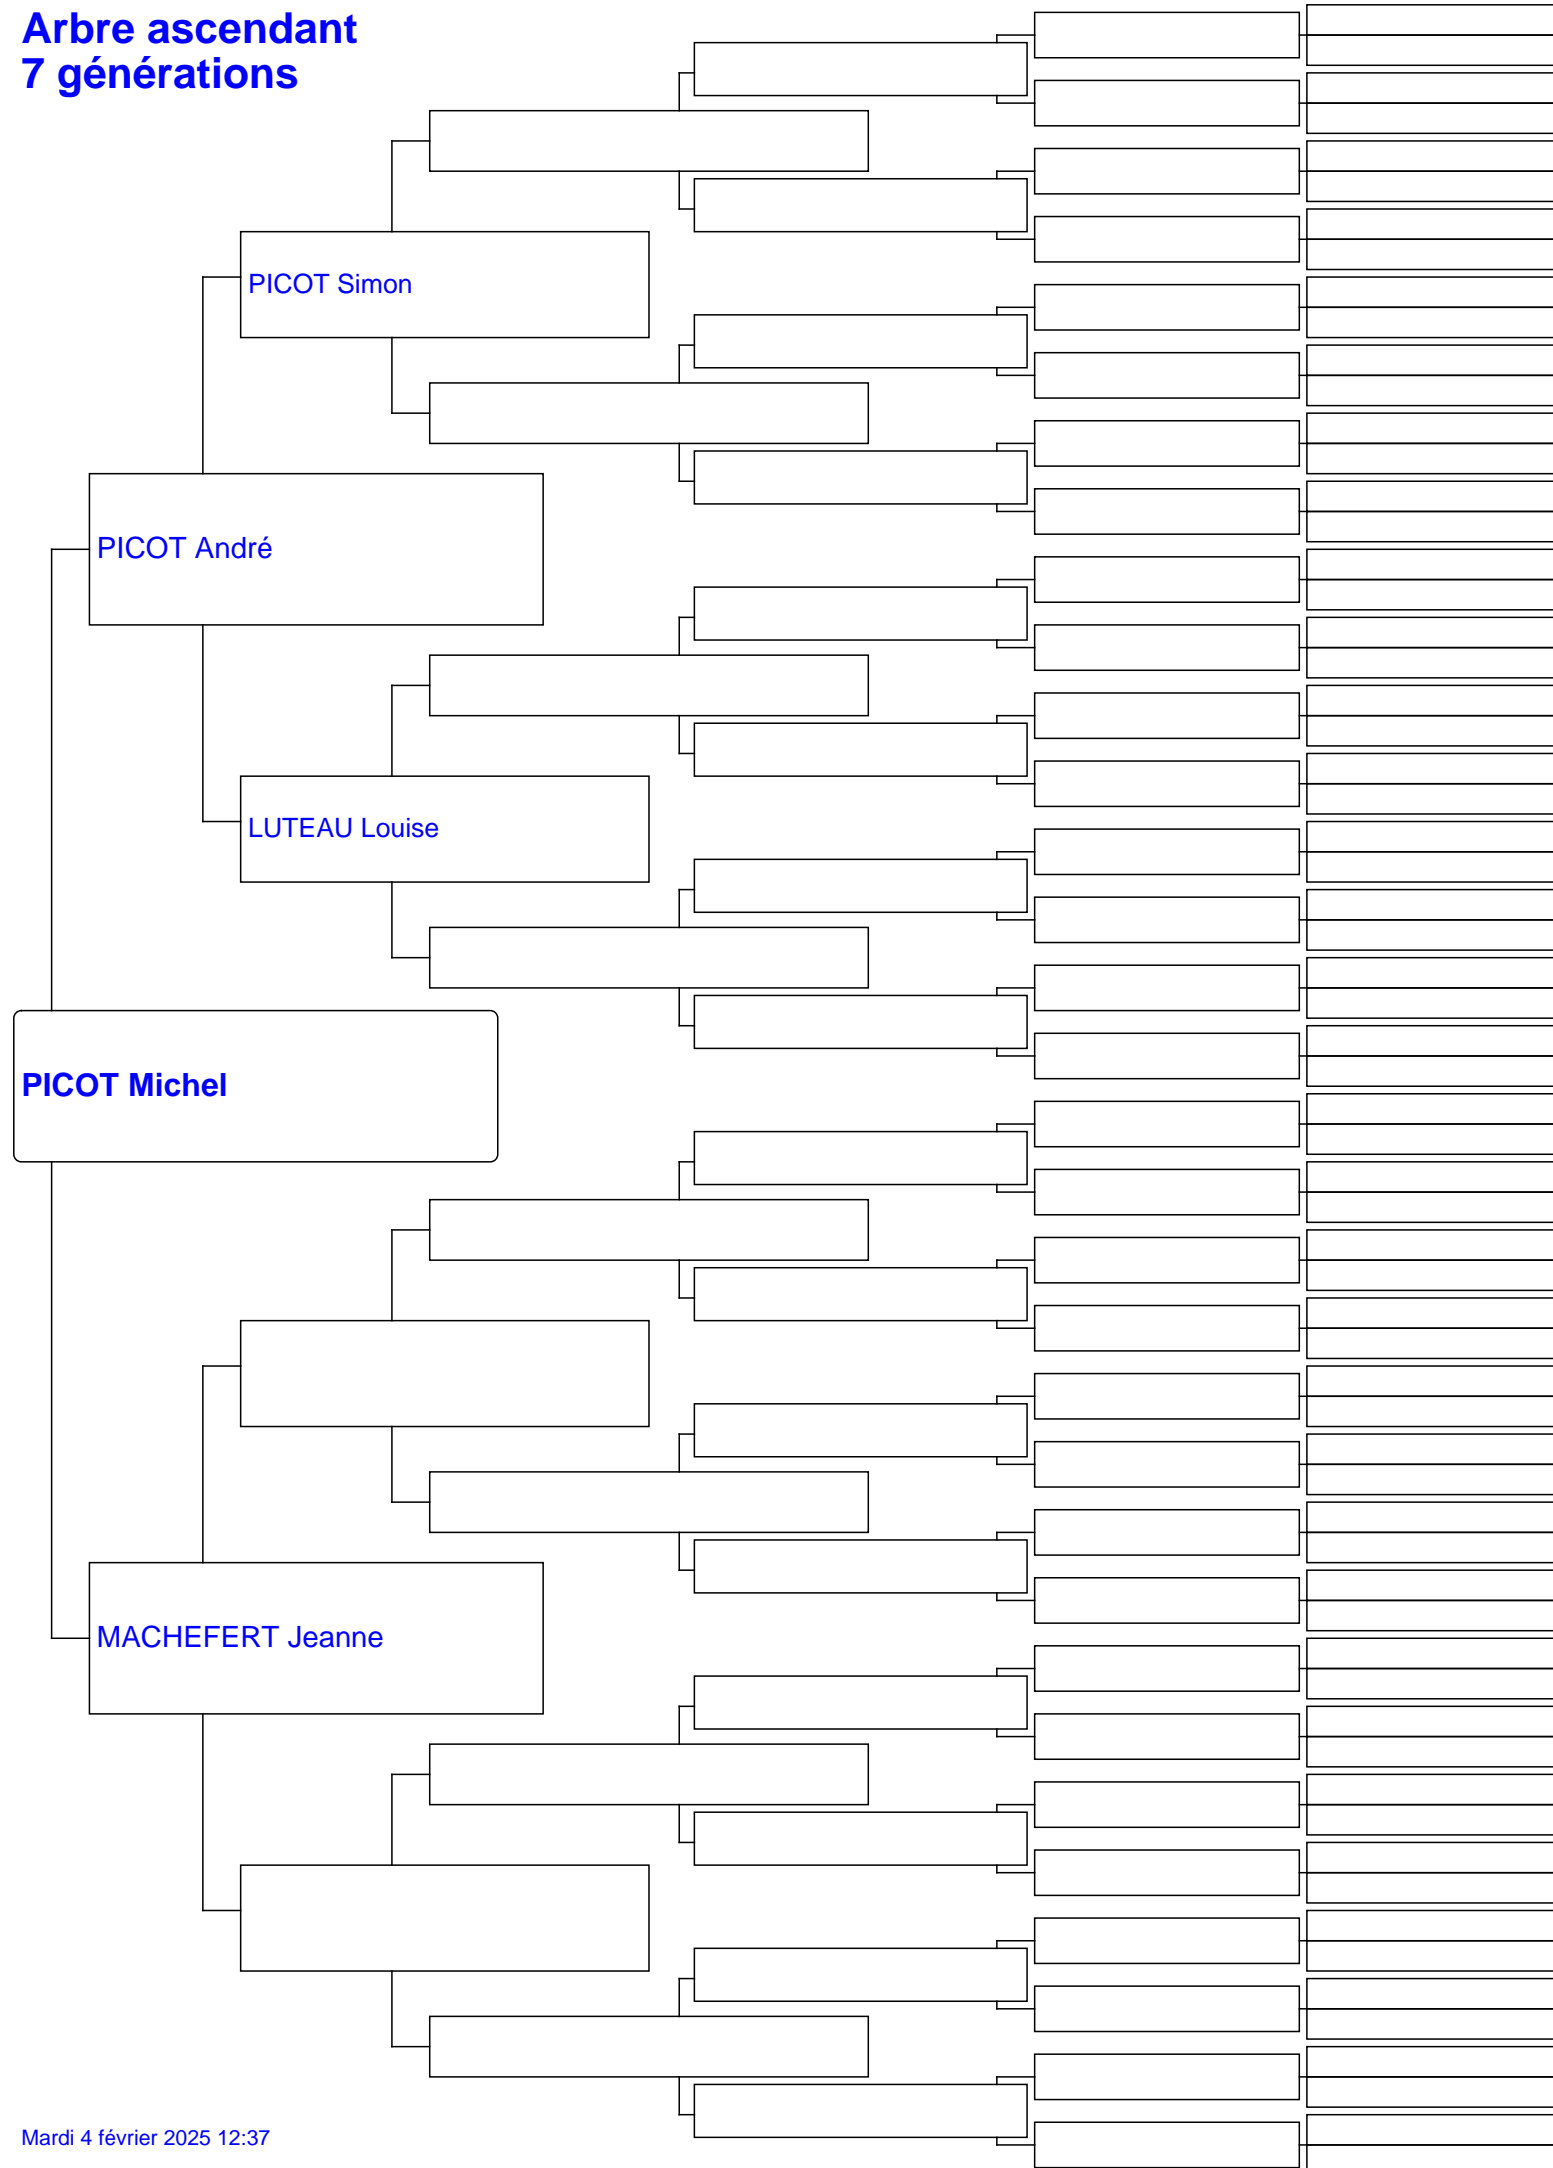 Arbre ascendant
7 générations
PICOT Simon
PICOT André
LUTEAU Louise
PICOT Michel
MACHEFERT Jeanne
Mardi 4 février 2025 12:37